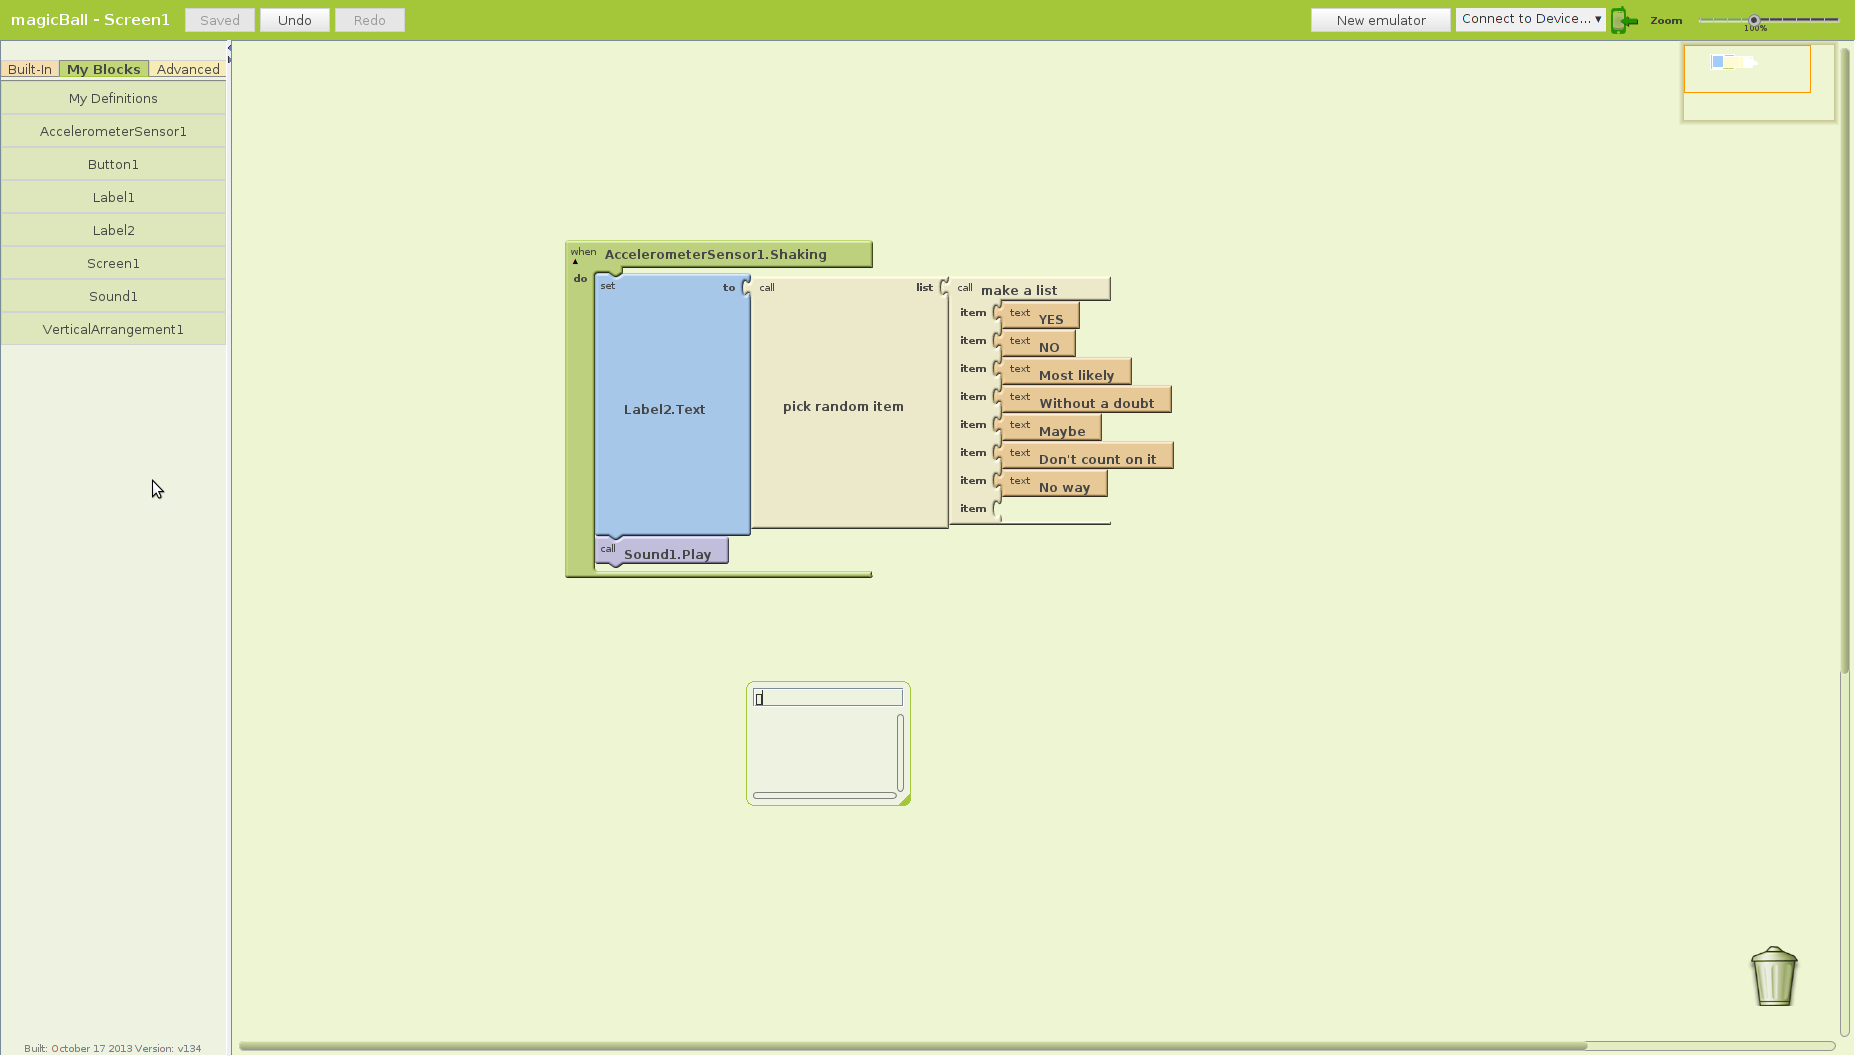 magicBall - Screen1 Saved Undo Redo New emulator Connect to Device... Zoom
100%
Built-In My Blocks Advanced
My Definitions
AccelerometerSensor1
Button1
Label1
Label2
Screen1
Sound1
VerticalArrangement1
when AccelerometerSensor1.Shaking
do
set to call list call make a list
item text YES
item text NO
item text Most likely
Label2.Text pick random item
item text Without a doubt
item text Maybe
item text Don't count on it
item text No way
item
call Sound1.Play
Built: October 17 2013 Version: v134